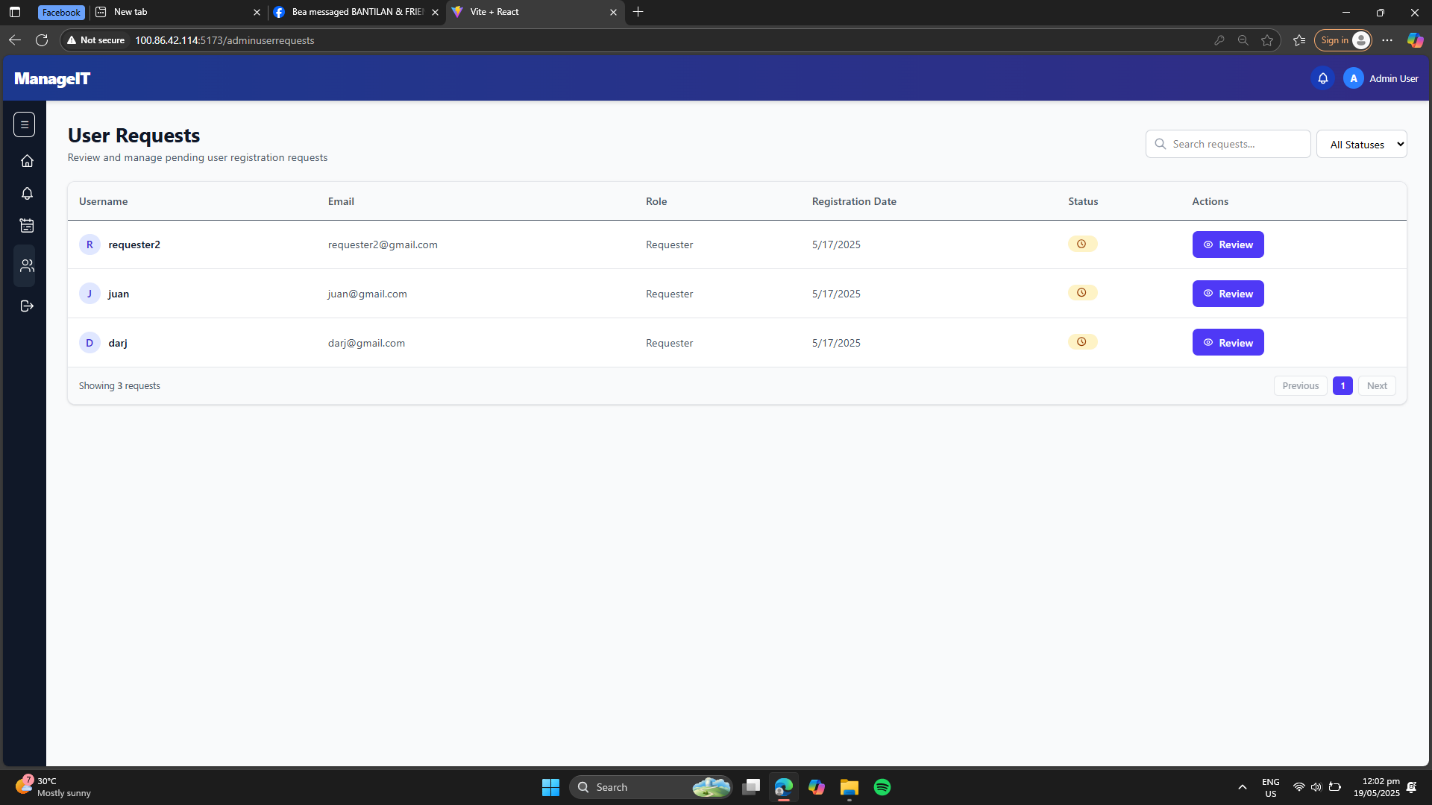 Facebook
New tab
Bea messaged BANTILAN & FRIE
Vite + React
Not secure
100.86.42.114:5173/adminuserrequests
Sign in
ManageIT
A
Admin User
User Requests
Review and manage pending user registration requests
Search requests...
All Statuses
Username Email Role Registration Date Status Actions
R requester2 requester2@gmail.com Requester 5/17/2025 Review
J juan juan@gmail.com Requester 5/17/2025 Review
D darj darj@gmail.com Requester 5/17/2025 Review
Showing 3 requests
Previous 1 Next
7
30°C
Mostly sunny
Search
ENG
US
12:02 pm
19/05/2025